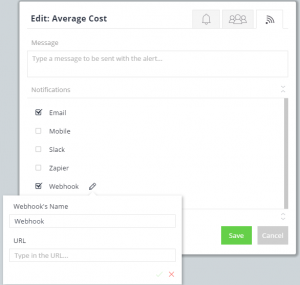 Edit: Average Cost
Message
Type a message to be sent with the alert...
Notifications
Email
Mobile
Slack
Zapier
Webhook
Webhook's Name
Webhook
URL
Type in the URL...
Save
Cancel